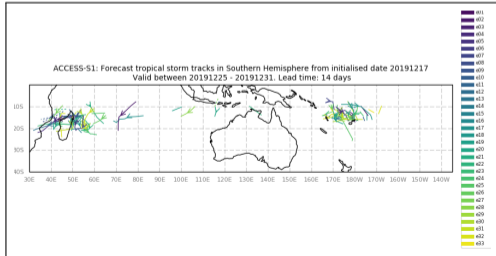 ACCESS-S1: Forecast tropical storm tracks in Southern Hemisphere from initialised date 20191217
Valid between 20191225 - 20191231. Lead time: 14 days
10S
20S
30S
40S
30E 40E 50E 60E 70E 80E 90E 100E 110E 120E 130E 140E 150E 160E 170E 180E 170W 160W 150W 140W
e01
e02
e03
e04
e05
e06
e07
e08
e09
e10
e11
e12
e13
e14
e15
e16
e17
e18
e19
e20
e21
e22
e23
e24
e25
e26
e27
e28
e29
e30
e31
e32
e33